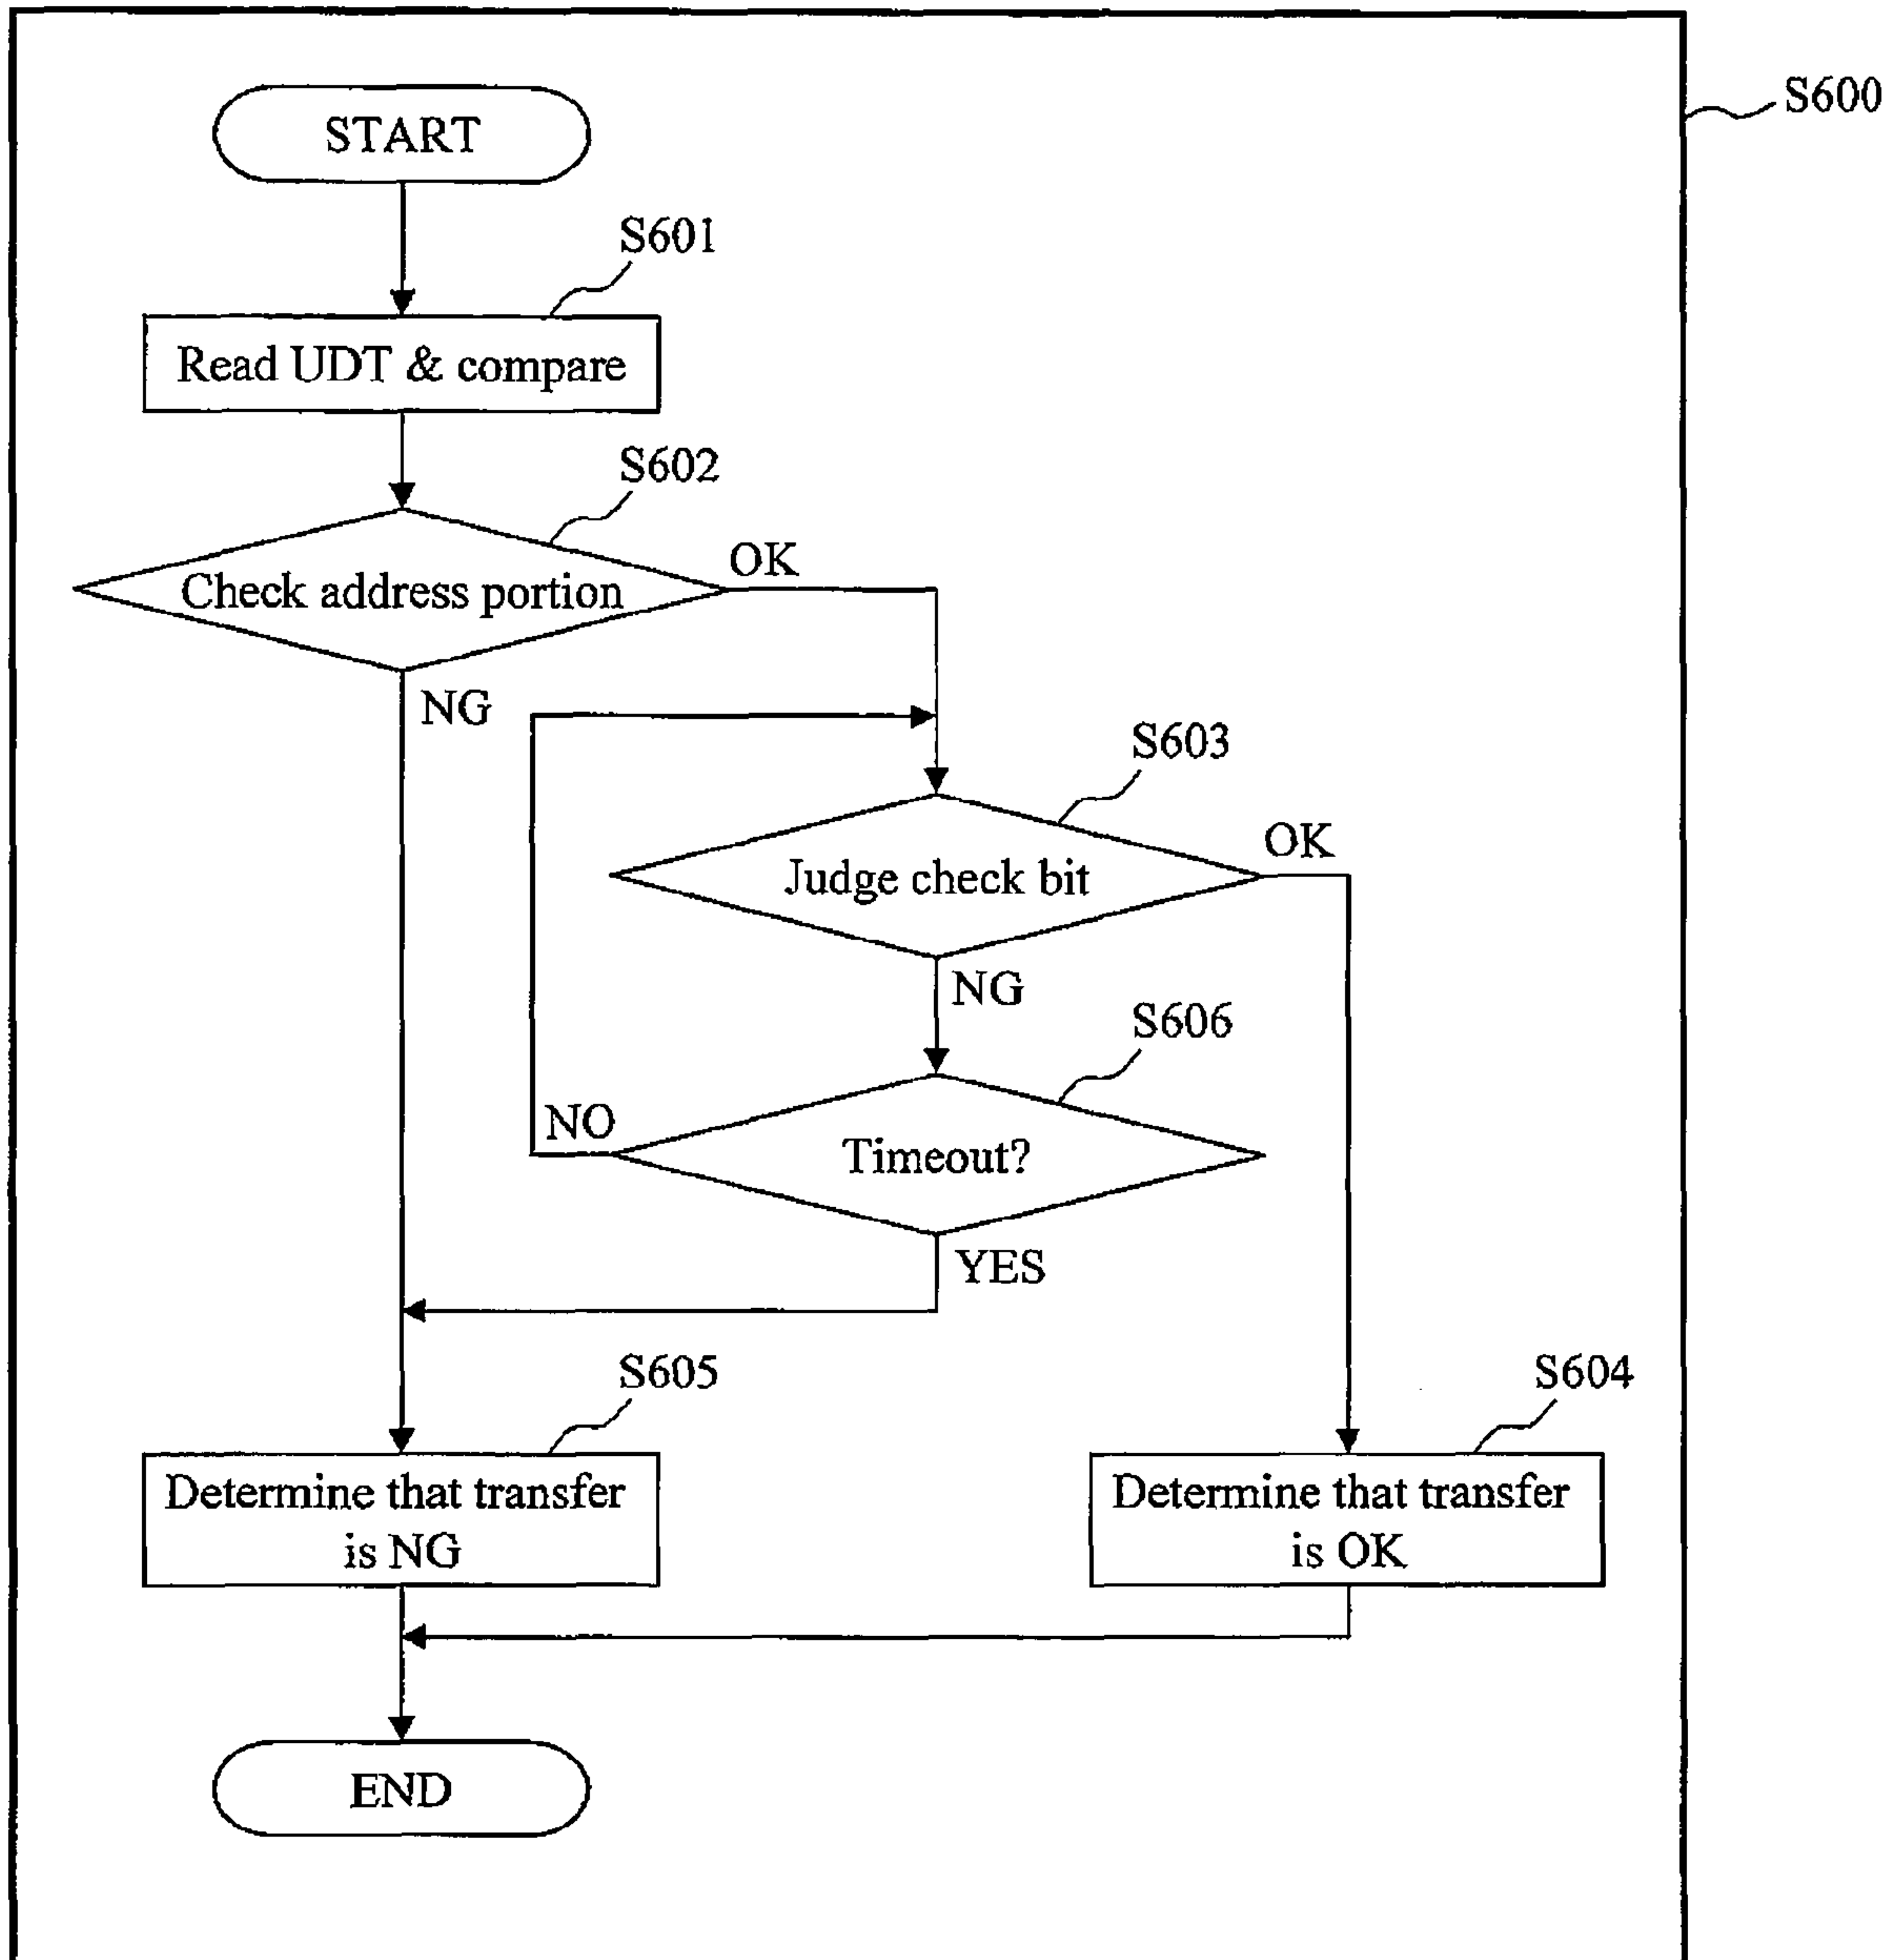 S600
START
S601
Read UDT & compare
S602
Check address portion
OK
NG
S603
Judge check bit
OK
NG
S606
Timeout?
NO
YES
S605
Determine that transfer
is NG
S604
Determine that transfer
is OK
END